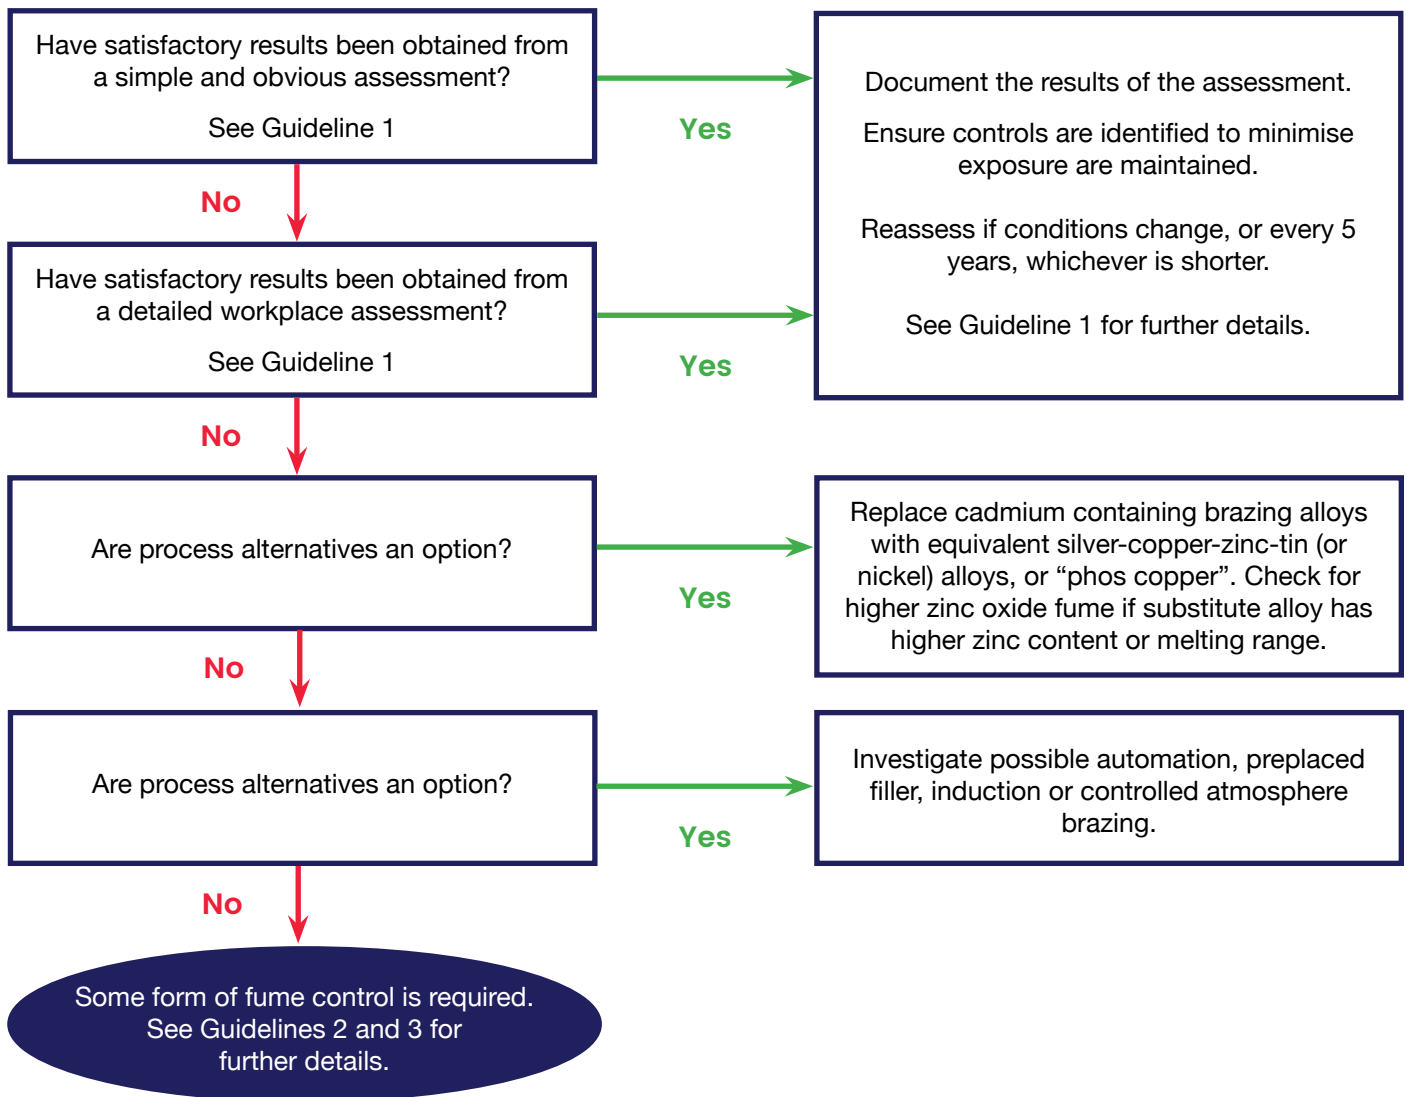 Have satisfactory results been obtained from
a simple and obvious assessment?
See Guideline 1
Yes
Document the results of the assessment.
Ensure controls are identified to minimise
exposure are maintained.
Reassess if conditions change, or every 5
years, whichever is shorter.
See Guideline 1 for further details.
No
Have satisfactory results been obtained from
a detailed workplace assessment?
See Guideline 1
Yes
No
Are process alternatives an option?
Yes
Replace cadmium containing brazing alloys
with equivalent silver-copper-zinc-tin (or
nickel) alloys, or “phos copper”. Check for
higher zinc oxide fume if substitute alloy has
higher zinc content or melting range.
No
Are process alternatives an option?
Yes
Investigate possible automation, preplaced
filler, induction or controlled atmosphere
brazing.
No
Some form of fume control is required.
See Guidelines 2 and 3 for
further details.